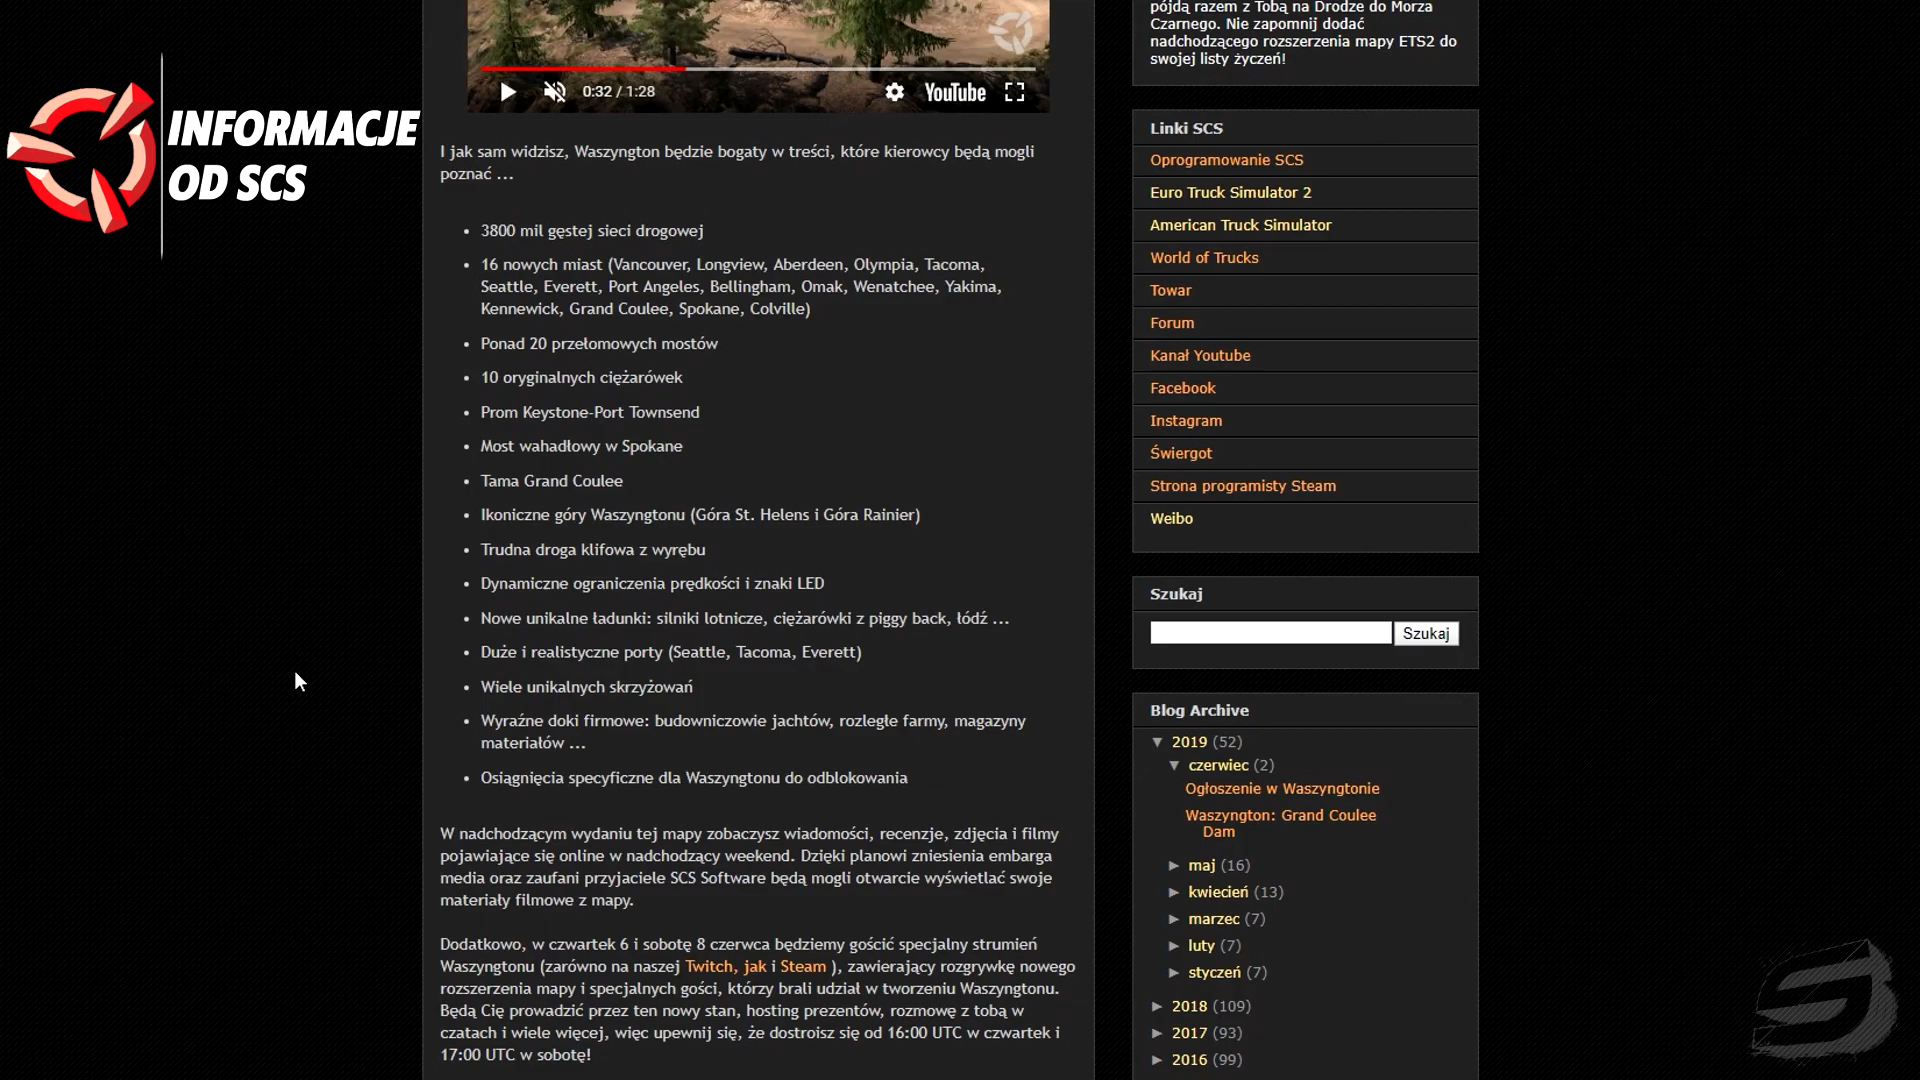 INFORMACJE
OD SCS
0:32 / 1:28
YouTube
I jak sam widzisz, Waszyngton będzie bogaty w treści, które kierowcy będą mogli
poznać ...
3800 mil gęstej sieci drogowej
16 nowych miast (Vancouver, Longview, Aberdeen, Olympia, Tacoma,
Seattle, Everett, Port Angeles, Bellingham, Omak, Wenatchee, Yakima,
Kennewick, Grand Coulee, Spokane, Colville)
Ponad 20 przełomowych mostów
10 oryginalnych ciężarówek
Prom Keystone-Port Townsend
Most wahadłowy w Spokane
Tama Grand Coulee
Ikoniczne góry Waszyngtonu (Góra St. Helens i Góra Rainier)
Trudna droga klifowa z wyrębu
Dynamiczne ograniczenia prędkości i znaki LED
Nowe unikalne ładunki: silniki lotnicze, ciężarówki z piggy back, łódź ...
Duże i realistyczne porty (Seattle, Tacoma, Everett)
Wiele unikalnych skrzyżowań
Wyraźne doki firmowe: budowniczowie jachtów, rozległe farmy, magazyny
materiałów ...
Osiągnięcia specyficzne dla Waszyngtonu do odblokowania
W nadchodzącym wydaniu tej mapy zobaczysz wiadomości, recenzje, zdjęcia i filmy
pojawiające się online w nadchodzący weekend. Dzięki planowi zniesienia embarga
media oraz zaufani przyjaciele SCS Software będą mogli otwarcie wyświetlać swoje
materiały filmowe z mapy.
Dodatkowo, w czwartek 6 i sobotę 8 czerwca będziemy gościć specjalny strumień
Waszyngtonu (zarówno na naszej Twitch, jak i Steam ), zawierający rozgrywkę nowego
rozszerzenia mapy i specjalnych gości, którzy brali udział w tworzeniu Waszyngtonu.
Będą Cię prowadzić przez ten nowy stan, hosting prezentów, rozmowę z tobą w
czatach i wiele więcej, więc upewnij się, że dostroisz się od 16:00 UTC w czwartek i
17:00 UTC w sobotę!
pójdą razem z Tobą na Drodze do Morza
Czarnego. Nie zapomnij dodać
nadchodzącego rozszerzenia mapy ETS2 do
swojej listy życzeń!
Linki SCS
Oprogramowanie SCS
Euro Truck Simulator 2
American Truck Simulator
World of Trucks
Towar
Forum
Kanał Youtube
Facebook
Instagram
Świergot
Strona programisty Steam
Weibo
Szukaj
Szukaj
Blog Archive
▼ 2019 (52)
▼ czerwiec (2)
Ogłoszenie w Waszyngtonie
Waszyngton: Grand Coulee
Dam
► maj (16)
► kwiecień (13)
► marzec (7)
► luty (7)
► styczeń (7)
► 2018 (109)
► 2017 (93)
► 2016 (99)